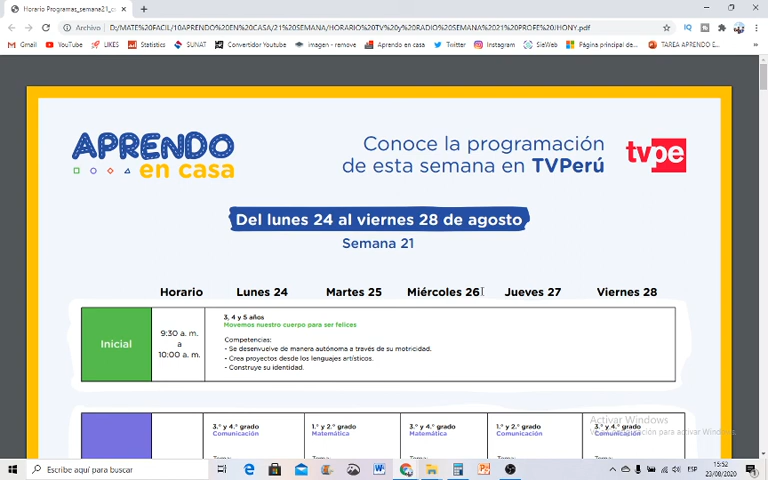 Horario Programas_semana21_c
Archivo
D:/MATE%20FACIL/10APRENDO%20EN%20CASA/21%20SEMANA/HORARIO%20TV%20y%20RADIO%20SEMANA%2021%20PROFE%20JHONY.pdf
Gmail YouTube LIKES Statistics SUNAT Convertidor Youtube imagen - remove Aprendo en casa Twitter Instagram SieWeb Página principal de... TAREA APRENDO E...
APRENDO
en casa
Conoce la programación
de esta semana en TVPerú
tvpe
Del lunes 24 al viernes 28 de agosto
Semana 21
Horario Lunes 24 Martes 25 Miércoles 26 Jueves 27 Viernes 28
Inicial
9:30 a. m.
a
10:00 a. m.
3, 4 y 5 años
Movemos nuestro cuerpo para ser felices
Competencias:
- Se desenvuelve de manera autónoma a través de su motricidad.
- Crea proyectos desde los lenguajes artísticos.
- Construye su identidad.
3.° y 4.° grado 1.° y 2.° grado 3.° y 4.° grado 1.° y 2.° grado 3.° y 4.° grado
Comunicación Matemática Matemática Comunicación Comunicación
Activar Windows
Escribe aquí para buscar
ESP
15:52
23/08/2020